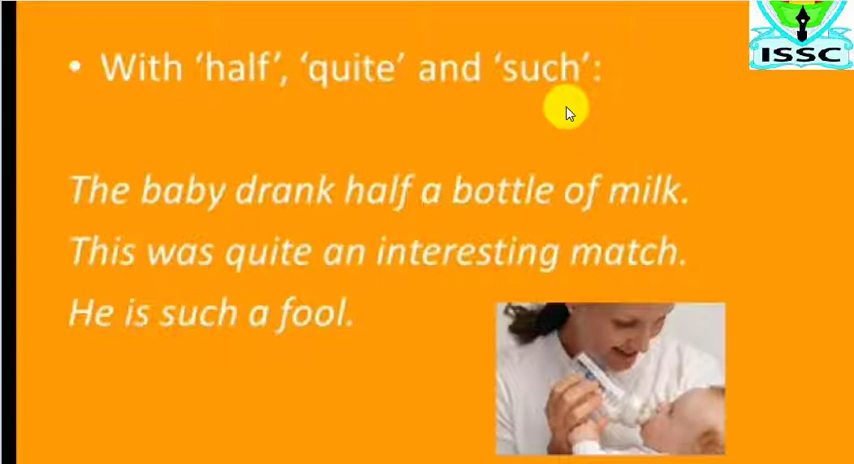 ISSC
• With ‘half’, ‘quite’ and ‘such’:
The baby drank half a bottle of milk.
This was quite an interesting match.
He is such a fool.